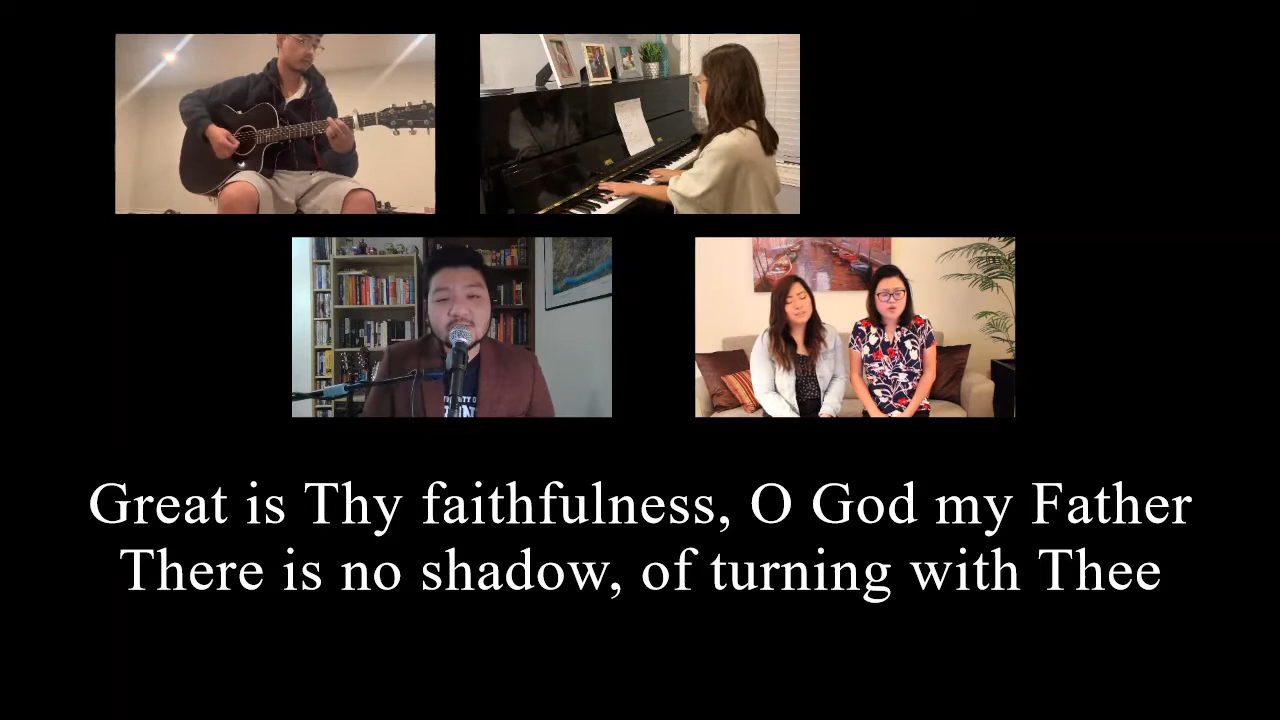 Great is Thy faithfulness, O God my Father
There is no shadow, of turning with Thee